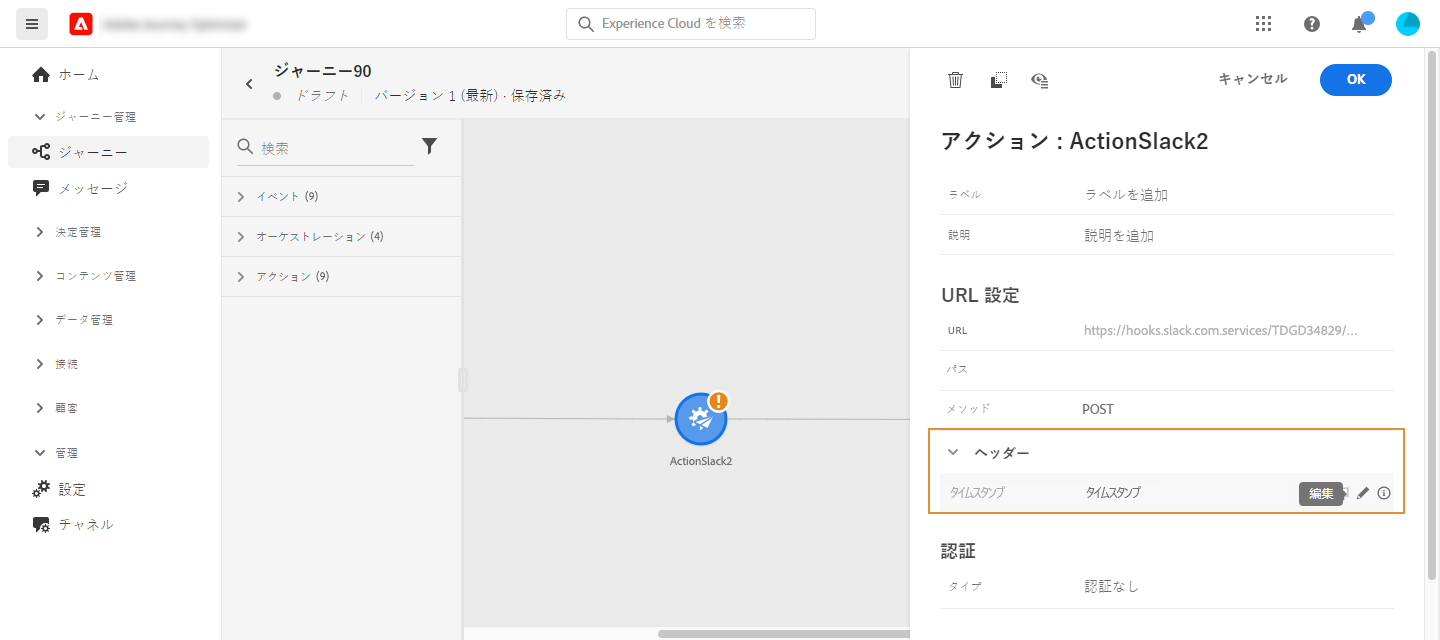 Experience Cloud を検索
ホーム
ジャーニー管理
ジャーニー
メッセージ
決定管理
コンテンツ管理
データ管理
接続
顧客
管理
設定
チャネル
ジャーニー90
ドラフト
バージョン 1 (最新) · 保存済み
検索
イベント (9)
オーケストレーション (4)
アクション (9)
ActionSlack2
キャンセル
OK
アクション : ActionSlack2
ラベル ラベルを追加
説明 説明を追加
URL 設定
URL https://hooks.slack.com.services/TDGD34829/...
パス
メソッド POST
ヘッダー
タイムスタンプ タイムスタンプ 編集
認証
タイプ 認証なし